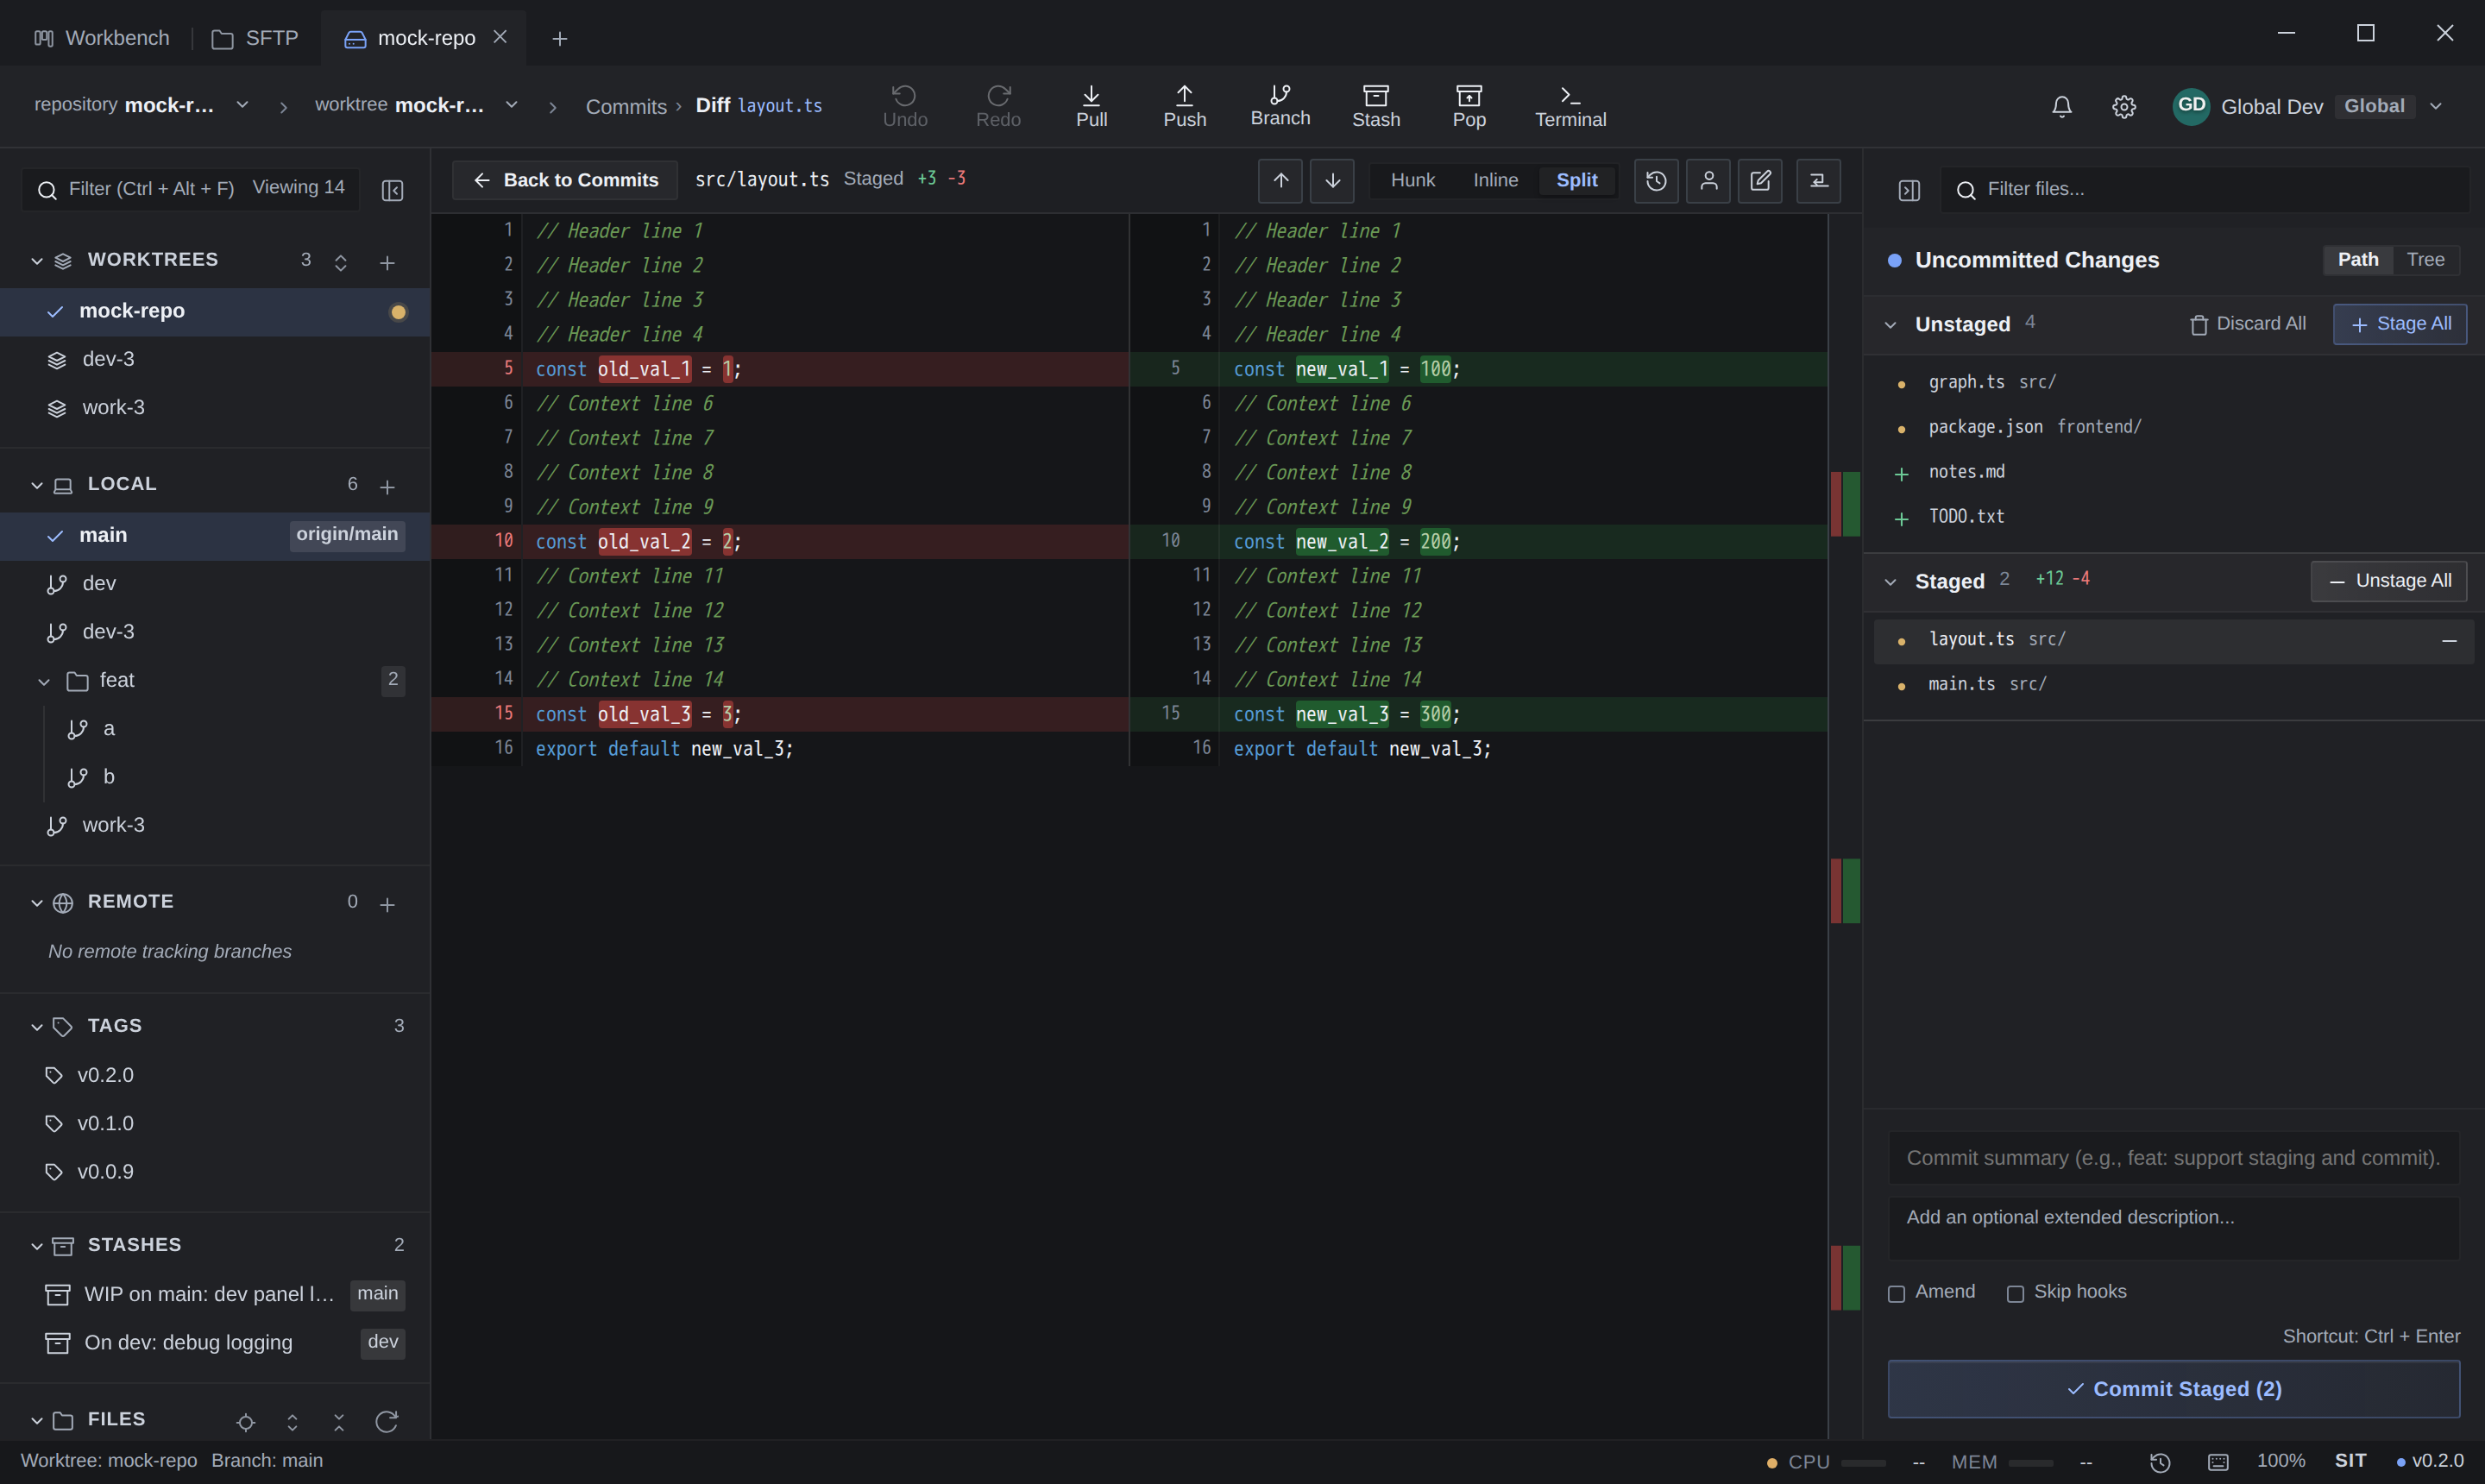 Workbench SFTP mock-repo
repository mock-r… worktree mock-r… Commits › Diff layout.ts Undo Redo Pull Push Branch Stash Pop Terminal GD Global Dev Global
Filter (Ctrl + Alt + F) Viewing 14
WORKTREES 3
mock-repo
dev-3
work-3
LOCAL 6
main origin/main
dev
dev-3
feat 2
a
b
work-3
REMOTE 0
No remote tracking branches
TAGS 3
v0.2.0
v0.1.0
v0.0.9
STASHES 2
WIP on main: dev panel l… main
On dev: debug logging dev
FILES
Back to Commits src/layout.ts Staged +3 -3 Hunk Inline Split
1 // Header line 1 1 // Header line 1
2 // Header line 2 2 // Header line 2
3 // Header line 3 3 // Header line 3
4 // Header line 4 4 // Header line 4
5 const old_val_1 = 1; 5 const new_val_1 = 100;
6 // Context line 6 6 // Context line 6
7 // Context line 7 7 // Context line 7
8 // Context line 8 8 // Context line 8
9 // Context line 9 9 // Context line 9
10 const old_val_2 = 2; 10 const new_val_2 = 200;
11 // Context line 11 11 // Context line 11
12 // Context line 12 12 // Context line 12
13 // Context line 13 13 // Context line 13
14 // Context line 14 14 // Context line 14
15 const old_val_3 = 3; 15 const new_val_3 = 300;
16 export default new_val_3; 16 export default new_val_3;
Filter files...
Uncommitted Changes Path Tree
Unstaged 4 Discard All Stage All
graph.ts src/
package.json frontend/
notes.md
TODO.txt
Staged 2 +12 -4 Unstage All
layout.ts src/
main.ts src/
Commit summary (e.g., feat: support staging and commit).
Add an optional extended description...
Amend Skip hooks
Shortcut: Ctrl + Enter
Commit Staged (2)
Worktree: mock-repo Branch: main CPU -- MEM -- 100% SIT v0.2.0